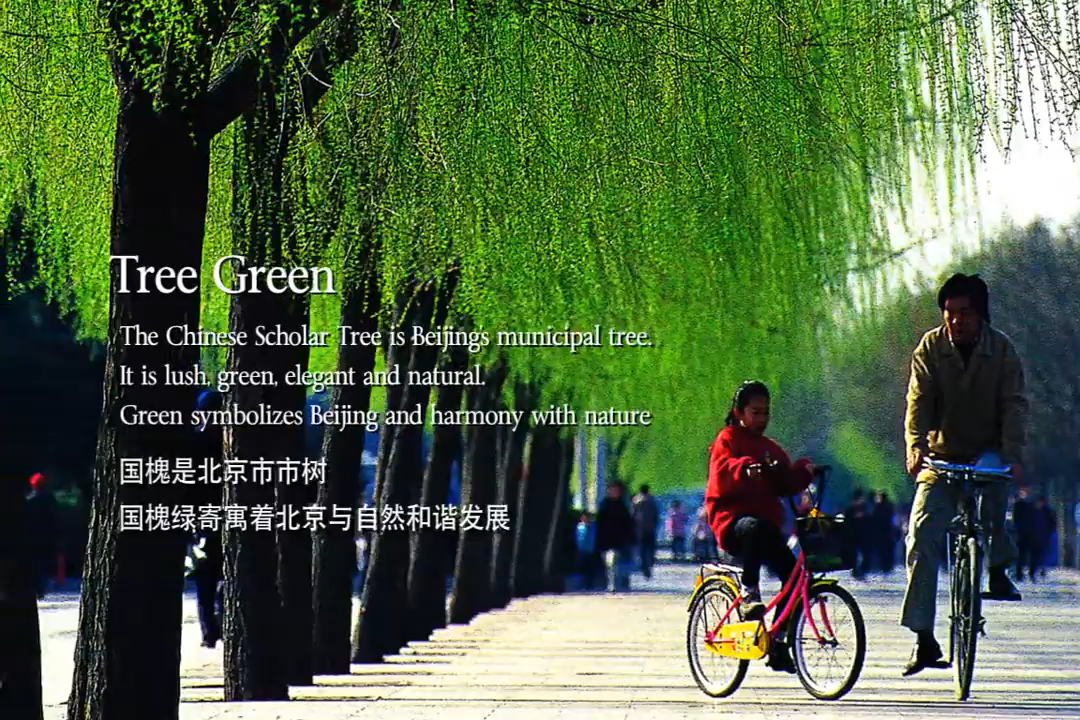 Tree Green
The Chinese Scholar Tree is Beijings municipal tree.
It is lush, green, elegant and natural.
Green symbolizes Beijing and harmony with nature
国槐是北京市市树
国槐绿寄寓着北京与自然和谐发展